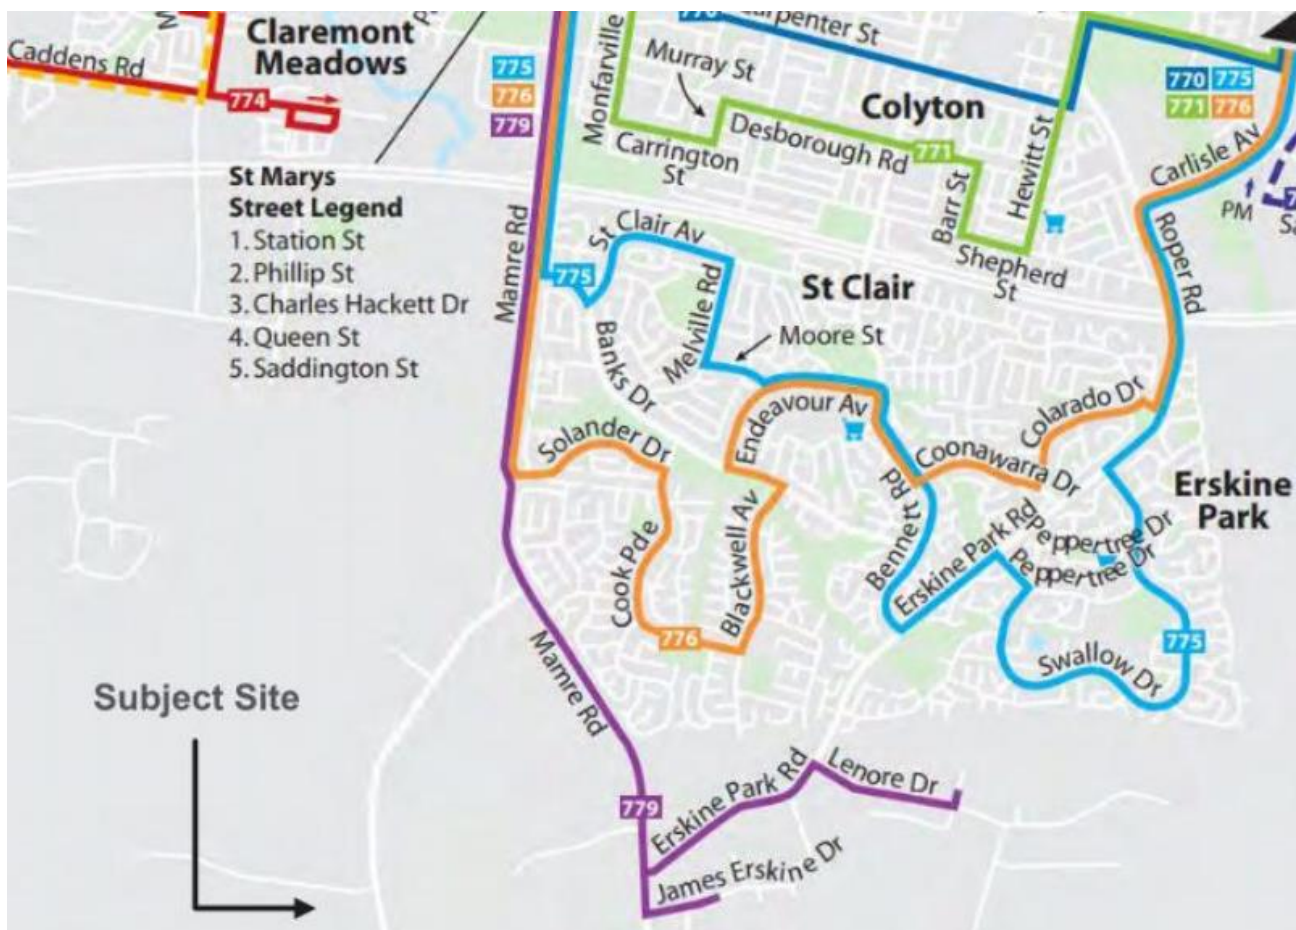 Claremont
Meadows
Caddens Rd
774
775
776
779
St Marys
Street Legend
1. Station St
2. Phillip St
3. Charles Hackett Dr
4. Queen St
5. Saddington St
Monfarville
Murray St
Carpenter St
Colyton
Carrington
St
Desborough Rd
771
Barr St
Hewitt St
Shepherd
St
770 775
771 776
Carlisle Av
PM
Roper Rd
Mamre Rd
775
St Clair Av
Melville Rd
St Clair
Moore St
Banks Dr
Endeavour Av
Solander Dr
Colarado Dr
Coonawarra Dr
Bennett Rd
Erskine
Park
Erskine Park Rd
Peppertree Dr
Peppertree Dr
Cook Pde
Blackwell Av
776
775
Swallow Dr
Mamre Rd
Subject Site
779
Erskine Park Rd
Lenore Dr
James Erskine Dr